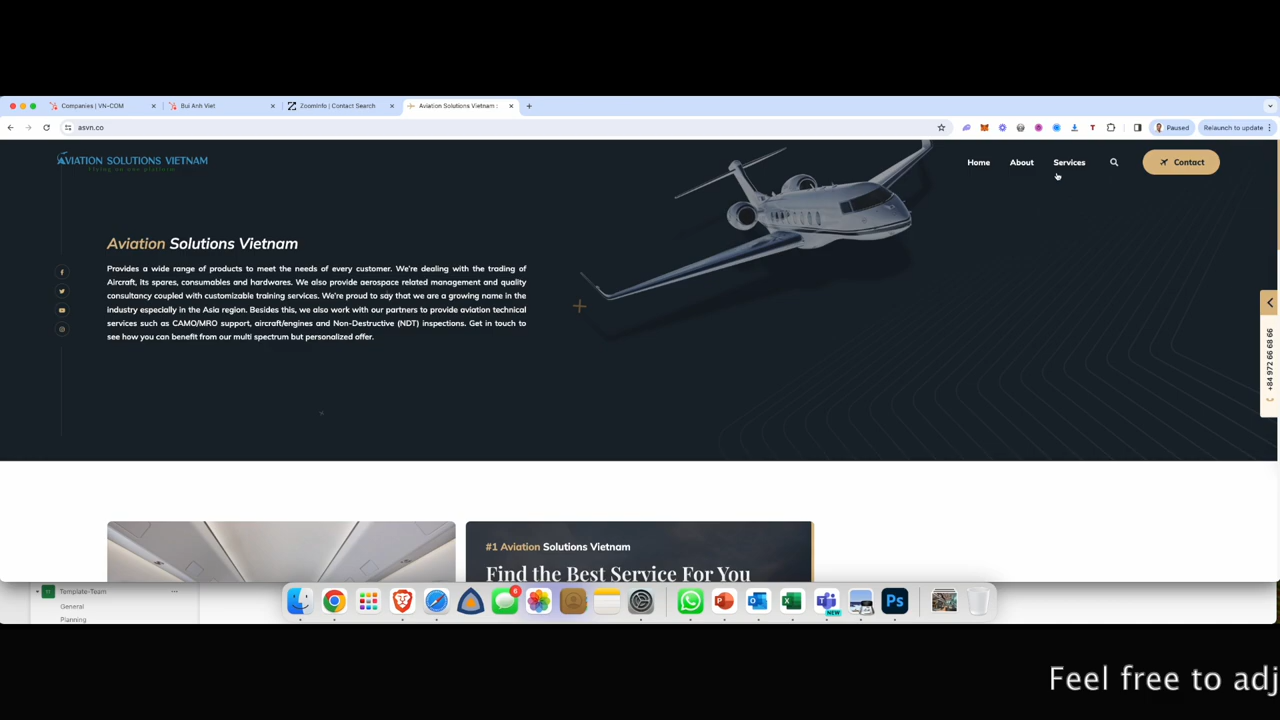 Companies | VN-COM
Bui Anh Viet
ZoomInfo | Contact Search
Aviation Solutions Vietnam :
asvn.co
Paused
Relaunch to update
AVIATION SOLUTIONS VIETNAM
Flying on one platform
Home
About
Services
Contact
Aviation Solutions Vietnam
Provides a wide range of products to meet the needs of every customer. We're dealing with the trading of
Aircraft, its spares, consumables and hardwares. We also provide aerospace related management and quality
consultancy coupled with customizable training services. We're proud to say that we are a growing name in the
industry especially in the Asia region. Besides this, we also work with our partners to provide aviation technical
services such as CAMO/MRO support, aircraft/engines and Non-Destructive (NDT) inspections. Get in touch to
see how you can benefit from our multi spectrum but personalized offer.
+84 972 66 68 66
#1 Aviation Solutions Vietnam
Find the Best Service For You
Template-Team
General
Planning
6
NEW
Ps
Feel free to adj